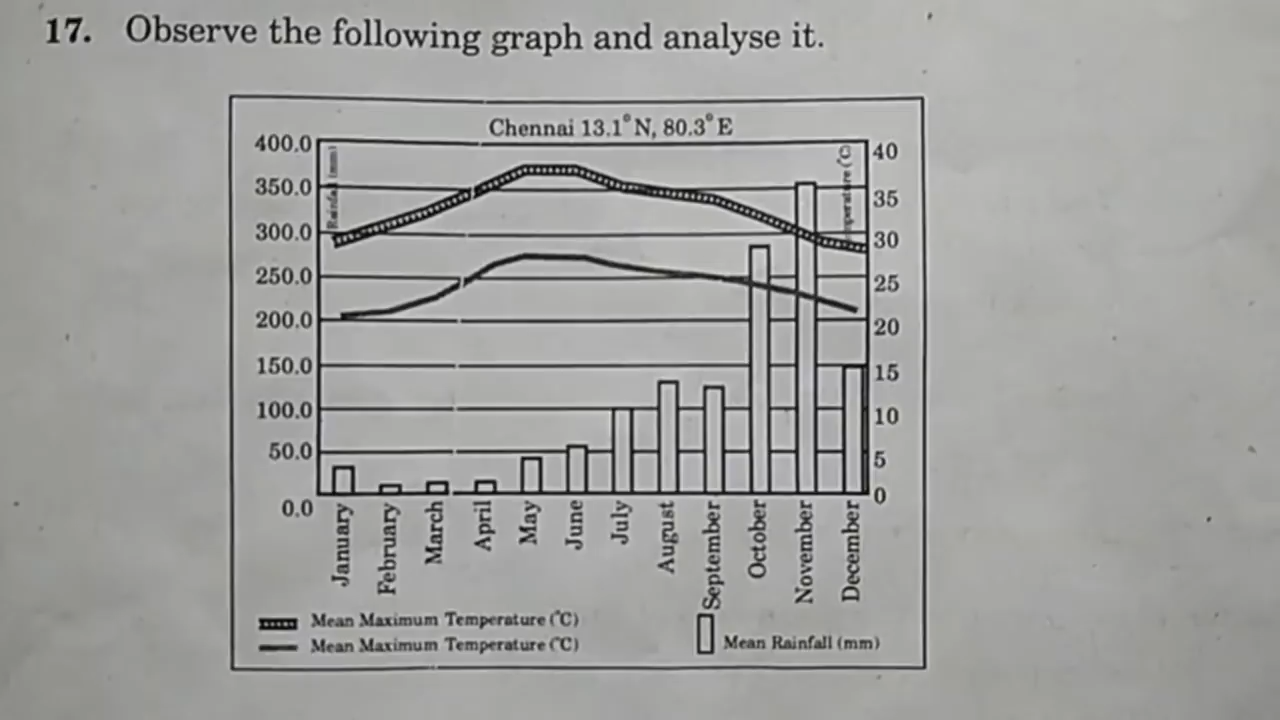 17. Observe the following graph and analyse it.
Chennai 13.1°N, 80.3°E
Rainfall (mm)
emperature (°C)
400.0 40
350.0 35
300.0 30
250.0 25
200.0 20
150.0 15
100.0 10
50.0 5
0.0 0
January
February
March
April
May
June
July
August
September
October
November
December
Mean Maximum Temperature (°C)
Mean Maximum Temperature (°C)
Mean Rainfall (mm)